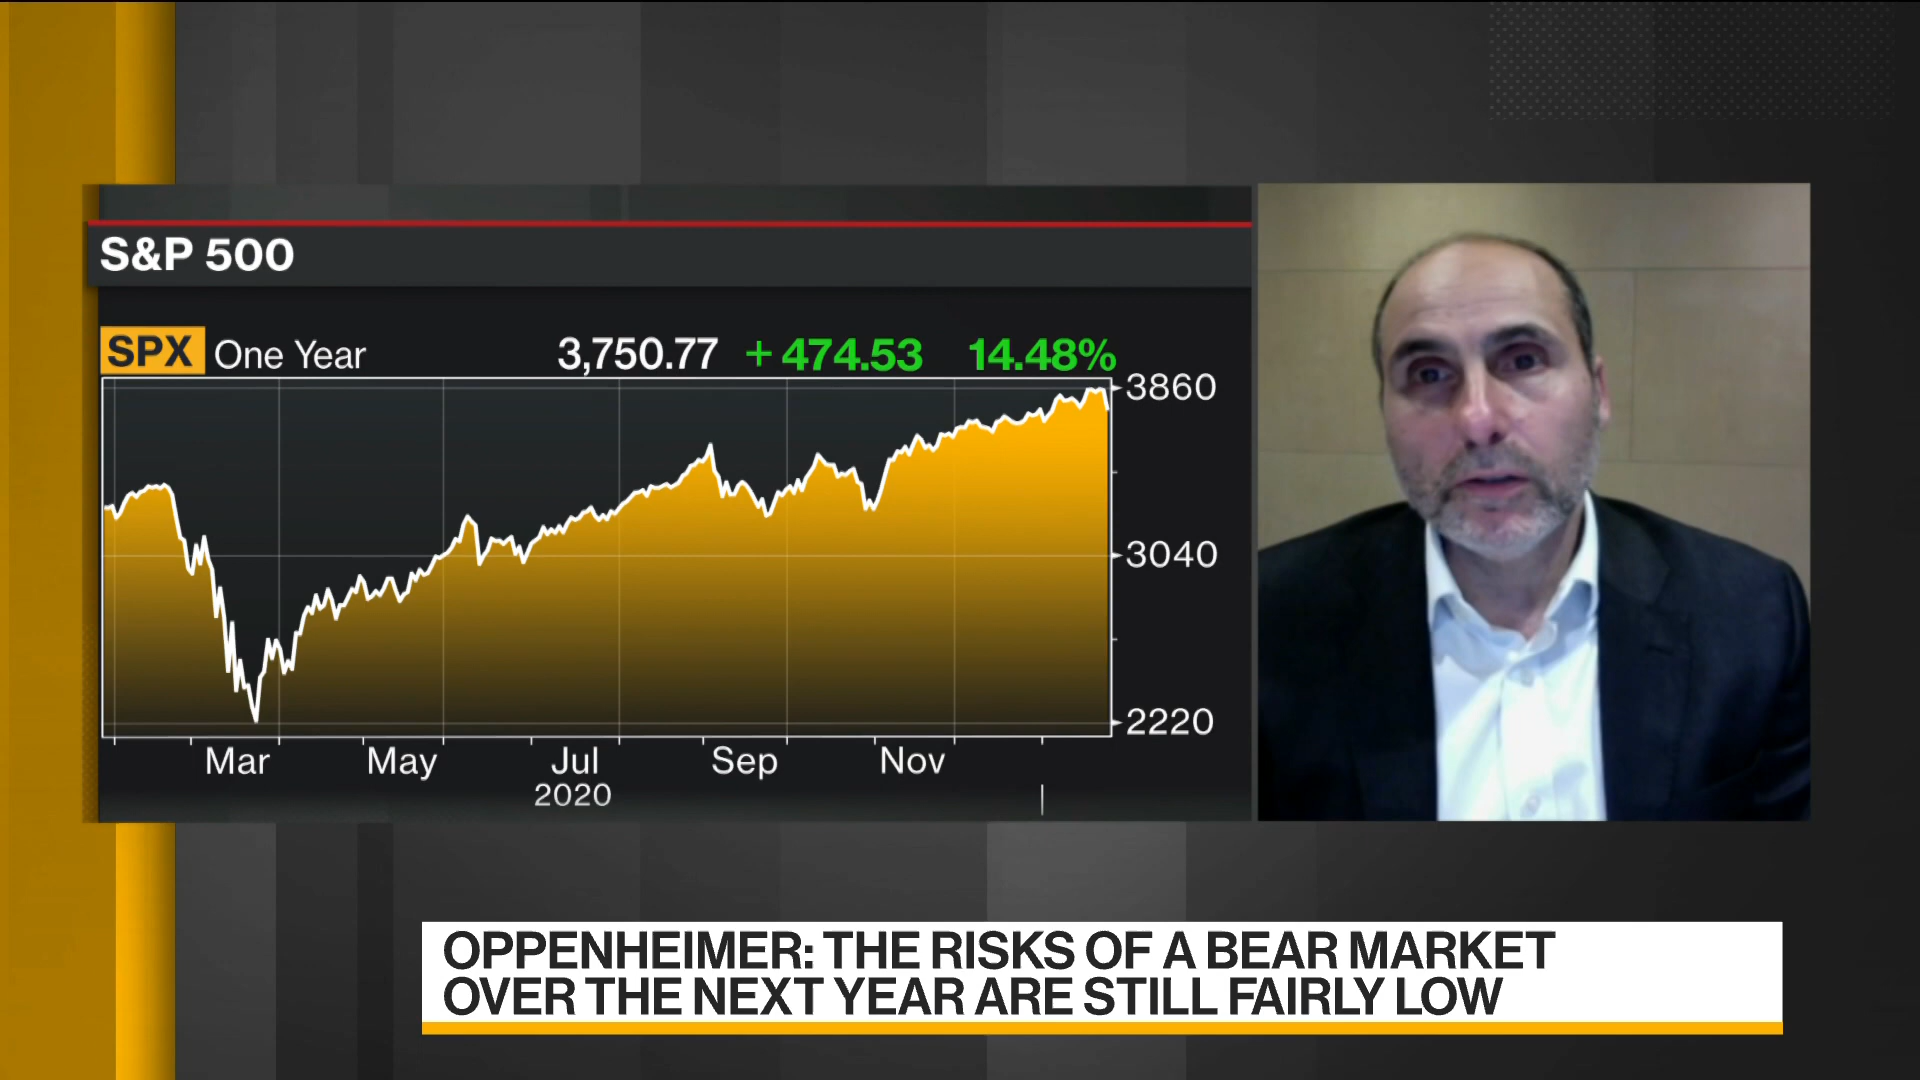 S&P 500
SPX One Year 3,750.77 + 474.53 14.48%
3860
3040
2220
Mar May Jul Sep Nov
2020
OPPENHEIMER: THE RISKS OF A BEAR MARKET
OVER THE NEXT YEAR ARE STILL FAIRLY LOW